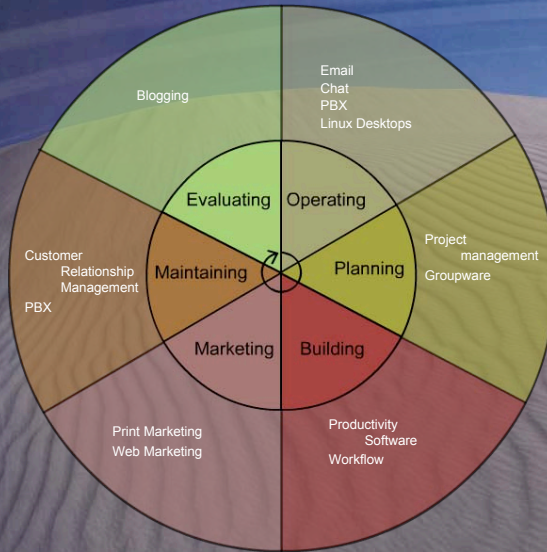 Blogging
Email
Chat
PBX
Linux Desktops
Evaluating
Operating
Customer
Relationship
Management
PBX
Maintaining
Planning
Project
management
Groupware
Marketing
Building
Print Marketing
Web Marketing
Productivity
Software
Workflow